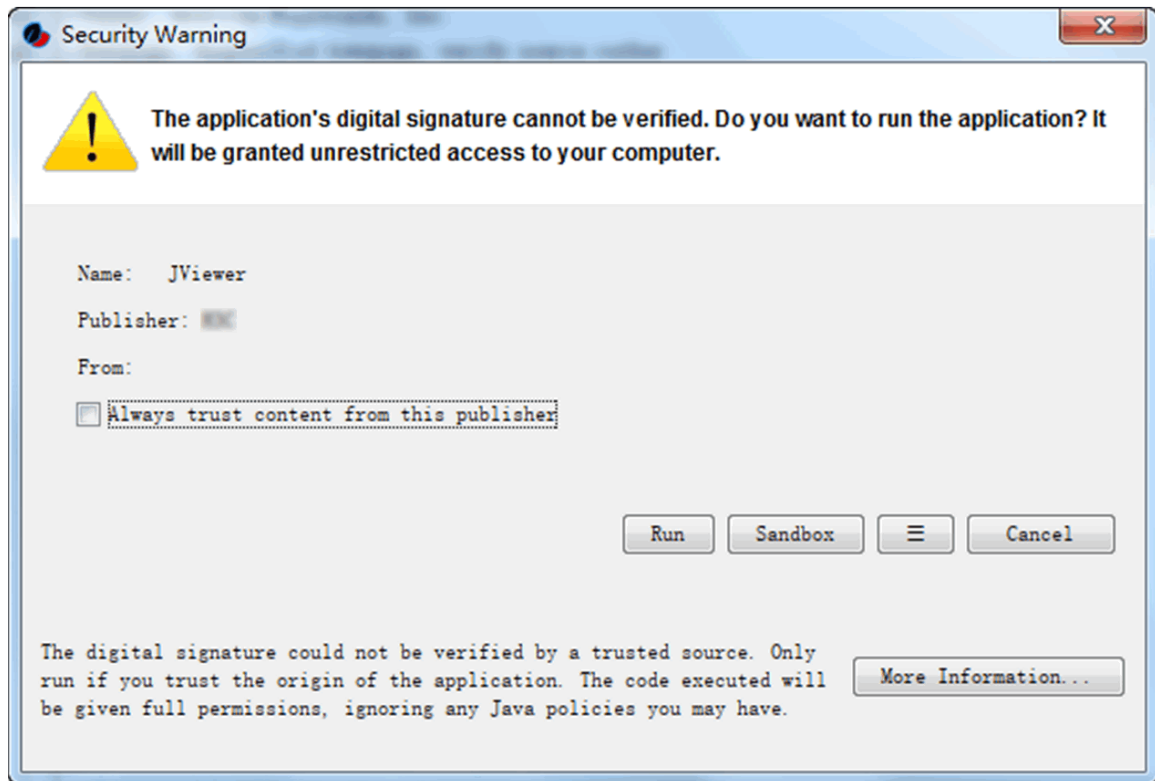 Security Warning
The application's digital signature cannot be verified. Do you want to run the application? It
will be granted unrestricted access to your computer.
Name: JViewer
Publisher:
From:
Always trust content from this publisher
Run Sandbox ☰ Cancel
The digital signature could not be verified by a trusted source. Only
run if you trust the origin of the application. The code executed will
be given full permissions, ignoring any Java policies you may have.
More Information...